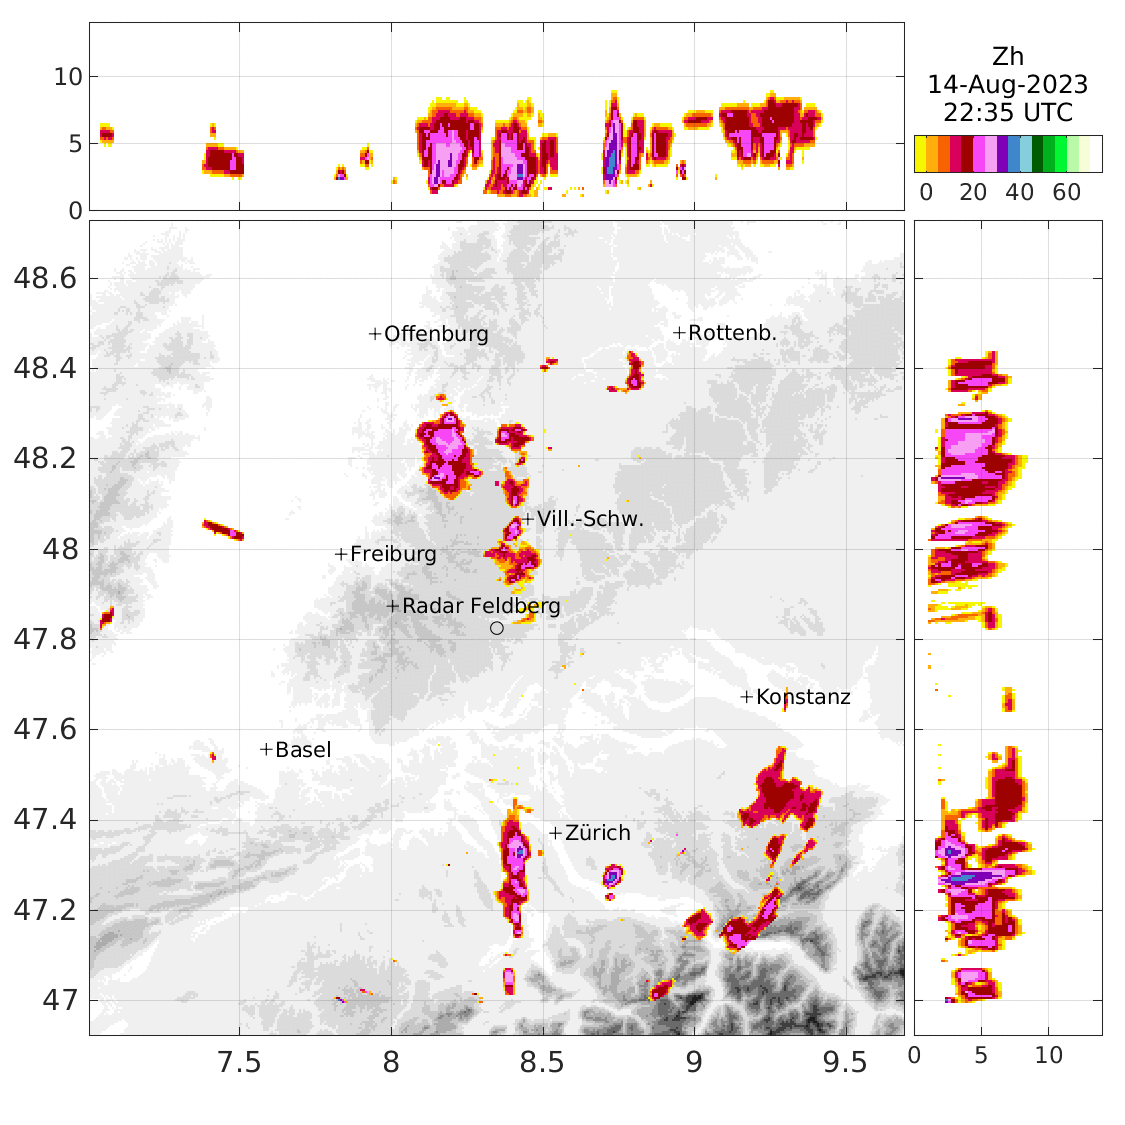 10
5
0
Zh
14-Aug-2023
22:35 UTC
0 20 40 60
48.6
48.4
48.2
48
47.8
47.6
47.4
47.2
47
Offenburg
Rottenb.
Vill.-Schw.
Freiburg
Radar Feldberg
Konstanz
Basel
Zürich
7.5 8 8.5 9 9.5
0 5 10